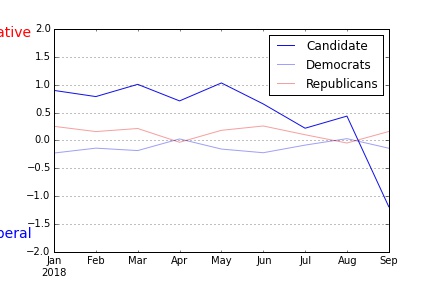 ative
peral
2.0
1.5
1.0
0.5
0.0
−0.5
−1.0
−1.5
−2.0
Jan Feb Mar Apr May Jun Jul Aug Sep
2018
Candidate
Democrats
Republicans